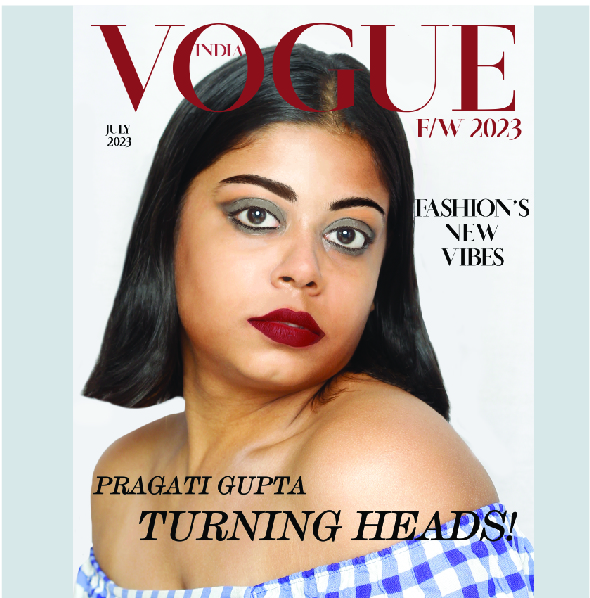 VOGUE
INDIA
JULY
2023
F/W 2023
FASHION'S
NEW
VIBES
PRAGATI GUPTA
TURNING HEADS!